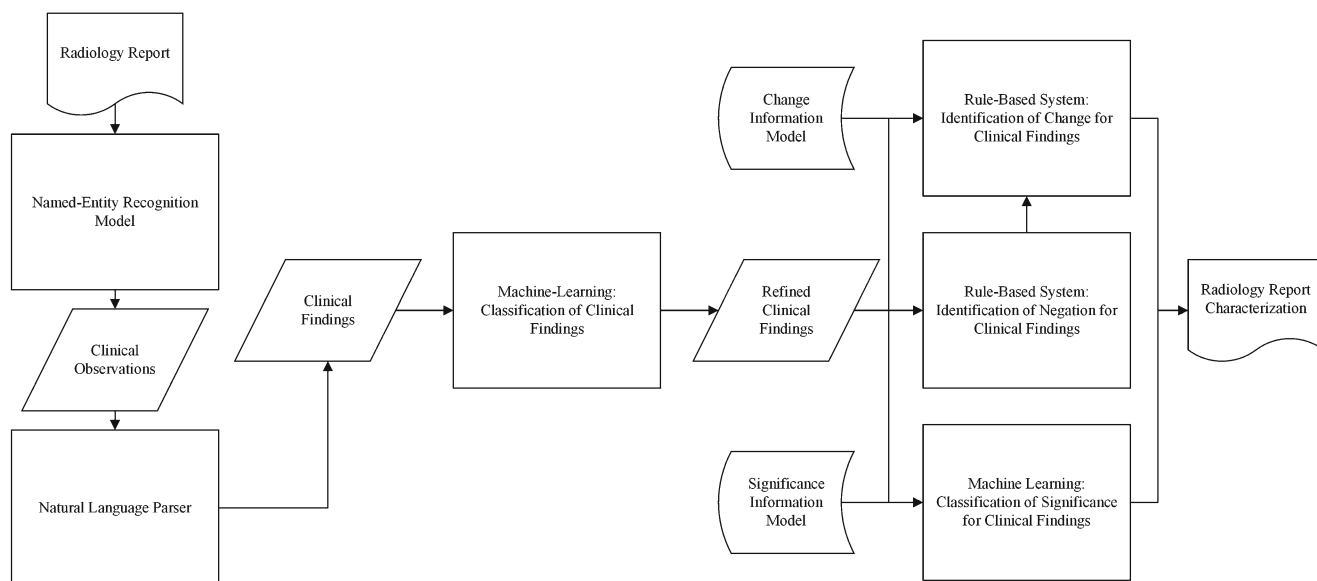 Radiology Report
Named-Entity Recognition
Model
Clinical
Observations
Natural Language Parser
Clinical
Findings
Machine-Learning:
Classification of Clinical
Findings
Refined
Clinical
Findings
Change
Information
Model
Significance
Information
Model
Rule-Based System:
Identification of Change for
Clinical Findings
Rule-Based System:
Identification of Negation for
Clinical Findings
Machine Learning:
Classification of Significance
for Clinical Findings
Radiology Report
Characterization